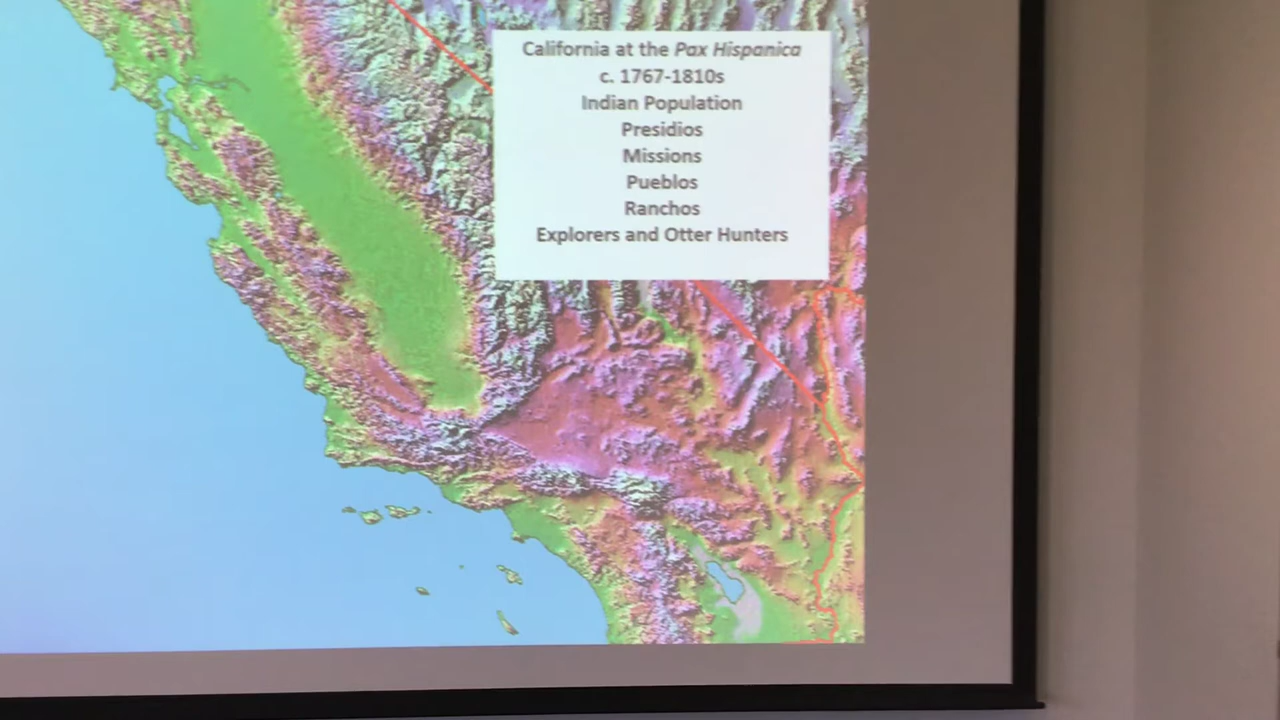 California at the Pax Hispanica
c. 1767-1810s
Indian Population
Presidios
Missions
Pueblos
Ranchos
Explorers and Otter Hunters